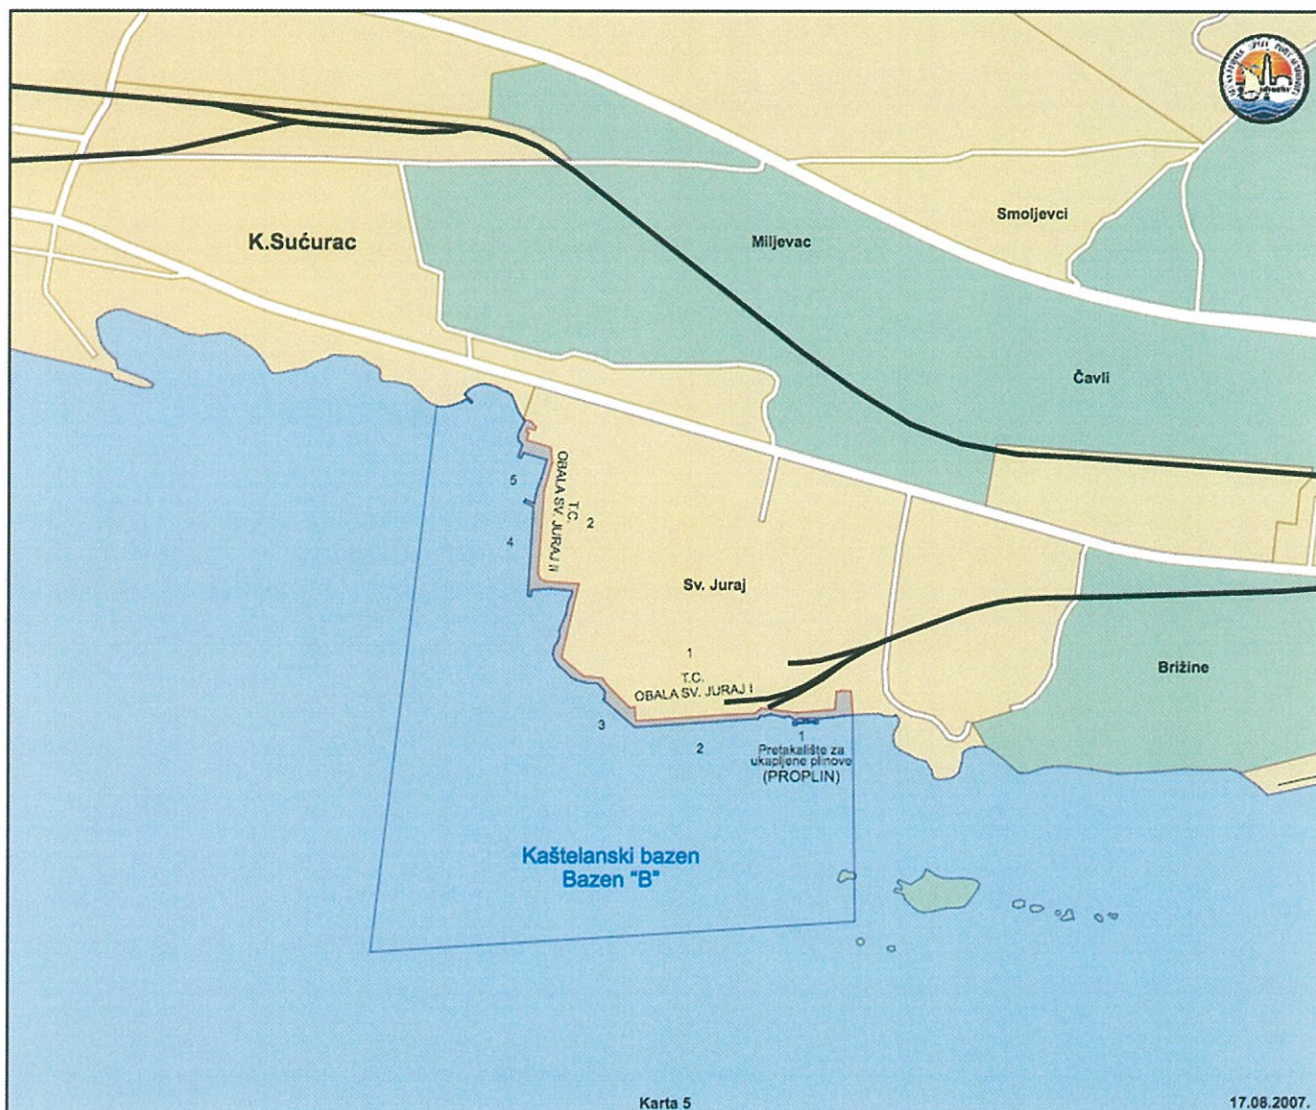 Smoljevci
K.Sućurac
Miljevac
Čavli
5
T.C.
OBALA SV. JURAJ II
2
4
Sv. Juraj
1
T.C.
OBALA SV. JURAJ I
Brižine
3
2
1
Pretakalište za
ukapljene plinove
(PROPLIN)
Kaštelanski bazen
Bazen "B"
Karta 5
17.08.2007.